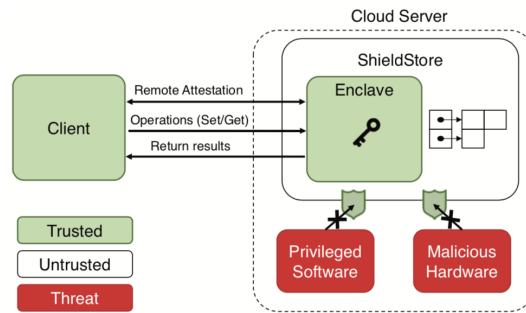 Cloud Server
ShieldStore
Remote Attestation
Enclave
Client
Operations (Set/Get)
Return results
Trusted
Untrusted
Threat
Privileged
Software
Malicious
Hardware